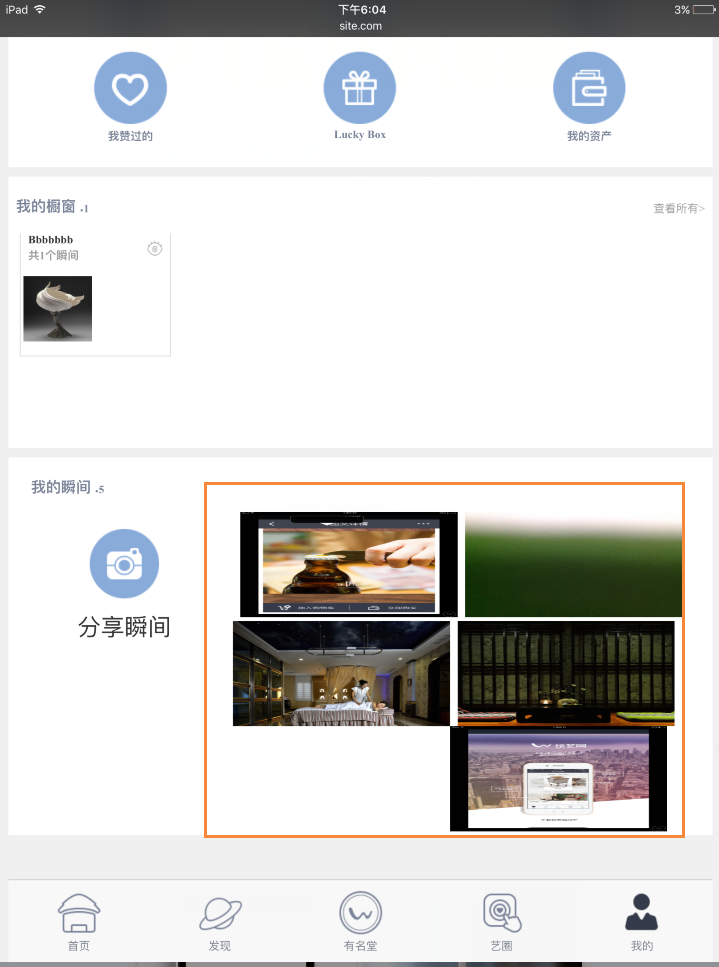 iPad 下午6:04 3%
site.com
我赞过的 Lucky Box 我的资产
我的橱窗 .1 查看所有>
Bbbbbbb
共1个瞬间
我的瞬间 .5
分享瞬间
首页 发现 有名堂 艺圈 我的